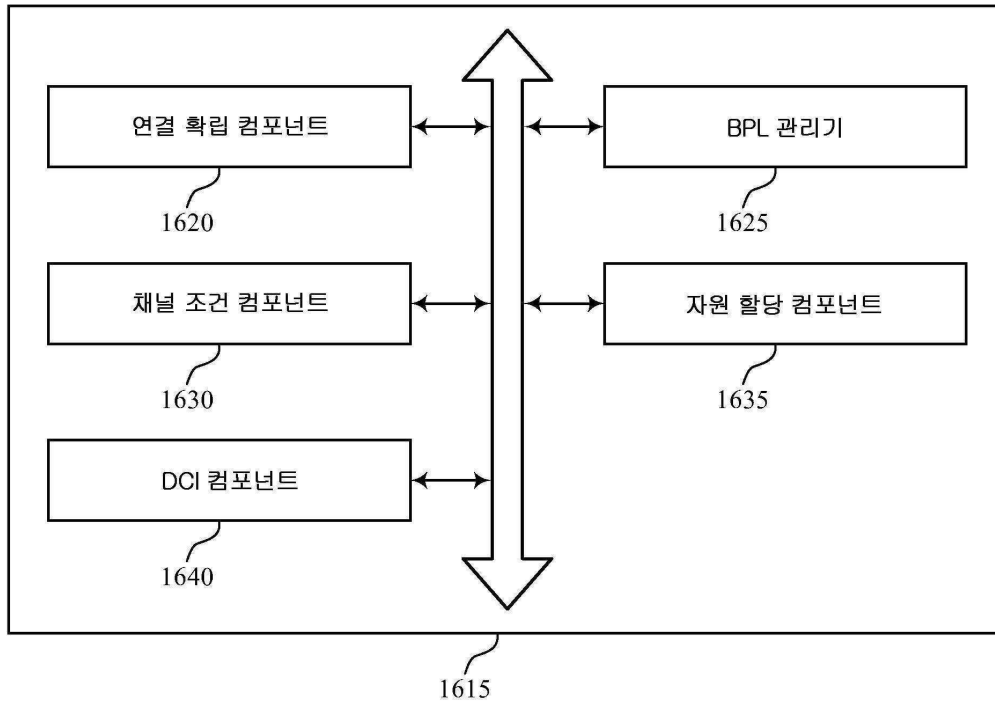 연결 확립 컴포넌트
1620
BPL 관리기
1625
채널 조건 컴포넌트
1630
자원 할당 컴포넌트
1635
DCI 컴포넌트
1640
1615